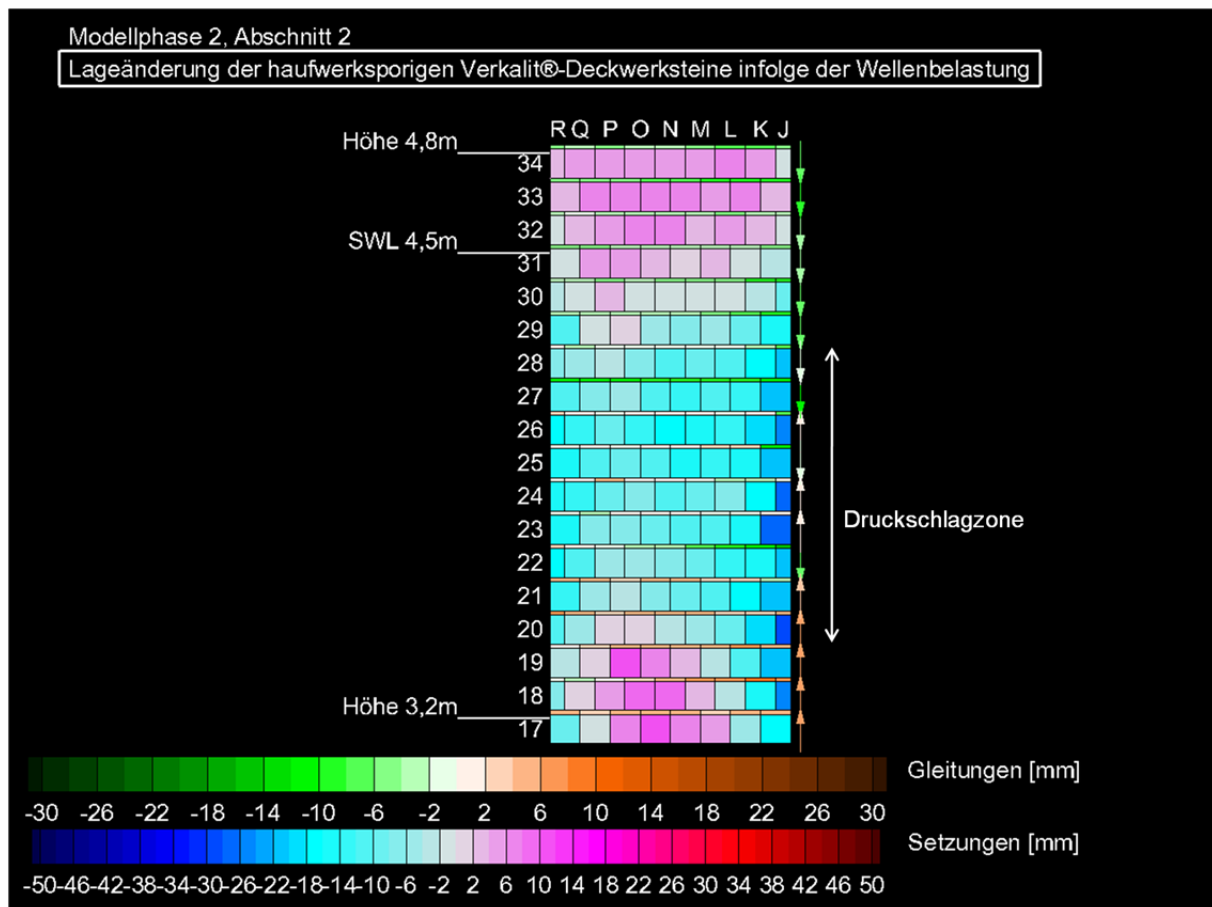 Modellphase 2, Abschnitt 2
Lageänderung der haufwerksporigen Verkalit®-Deckwerksteine infolge der Wellenbelastung
R Q P O N M L K J
Höhe 4,8m
34
33
32
SWL 4,5m
31
30
29
28
27
26
25
24
23
Druckschlagzone
22
21
20
19
18
Höhe 3,2m
17
Gleitungen [mm]
-30 -26 -22 -18 -14 -10 -6 -2 2 6 10 14 18 22 26 30
Setzungen [mm]
-50 -46 -42 -38 -34 -30 -26 -22 -18 -14 -10 -6 -2 2 6 10 14 18 22 26 30 34 38 42 46 50